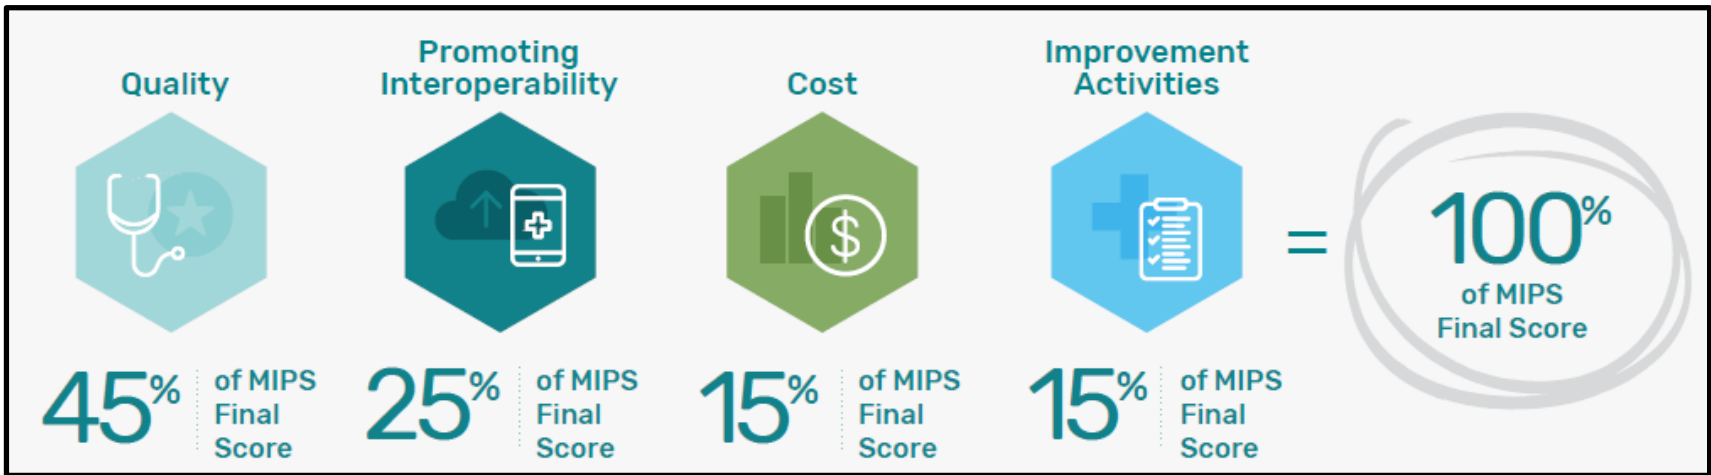 Quality
Promoting
Interoperability
Cost
Improvement
Activities
45%
of MIPS
Final
Score
25%
of MIPS
Final
Score
15%
of MIPS
Final
Score
15%
of MIPS
Final
Score
=
100%
of MIPS
Final Score